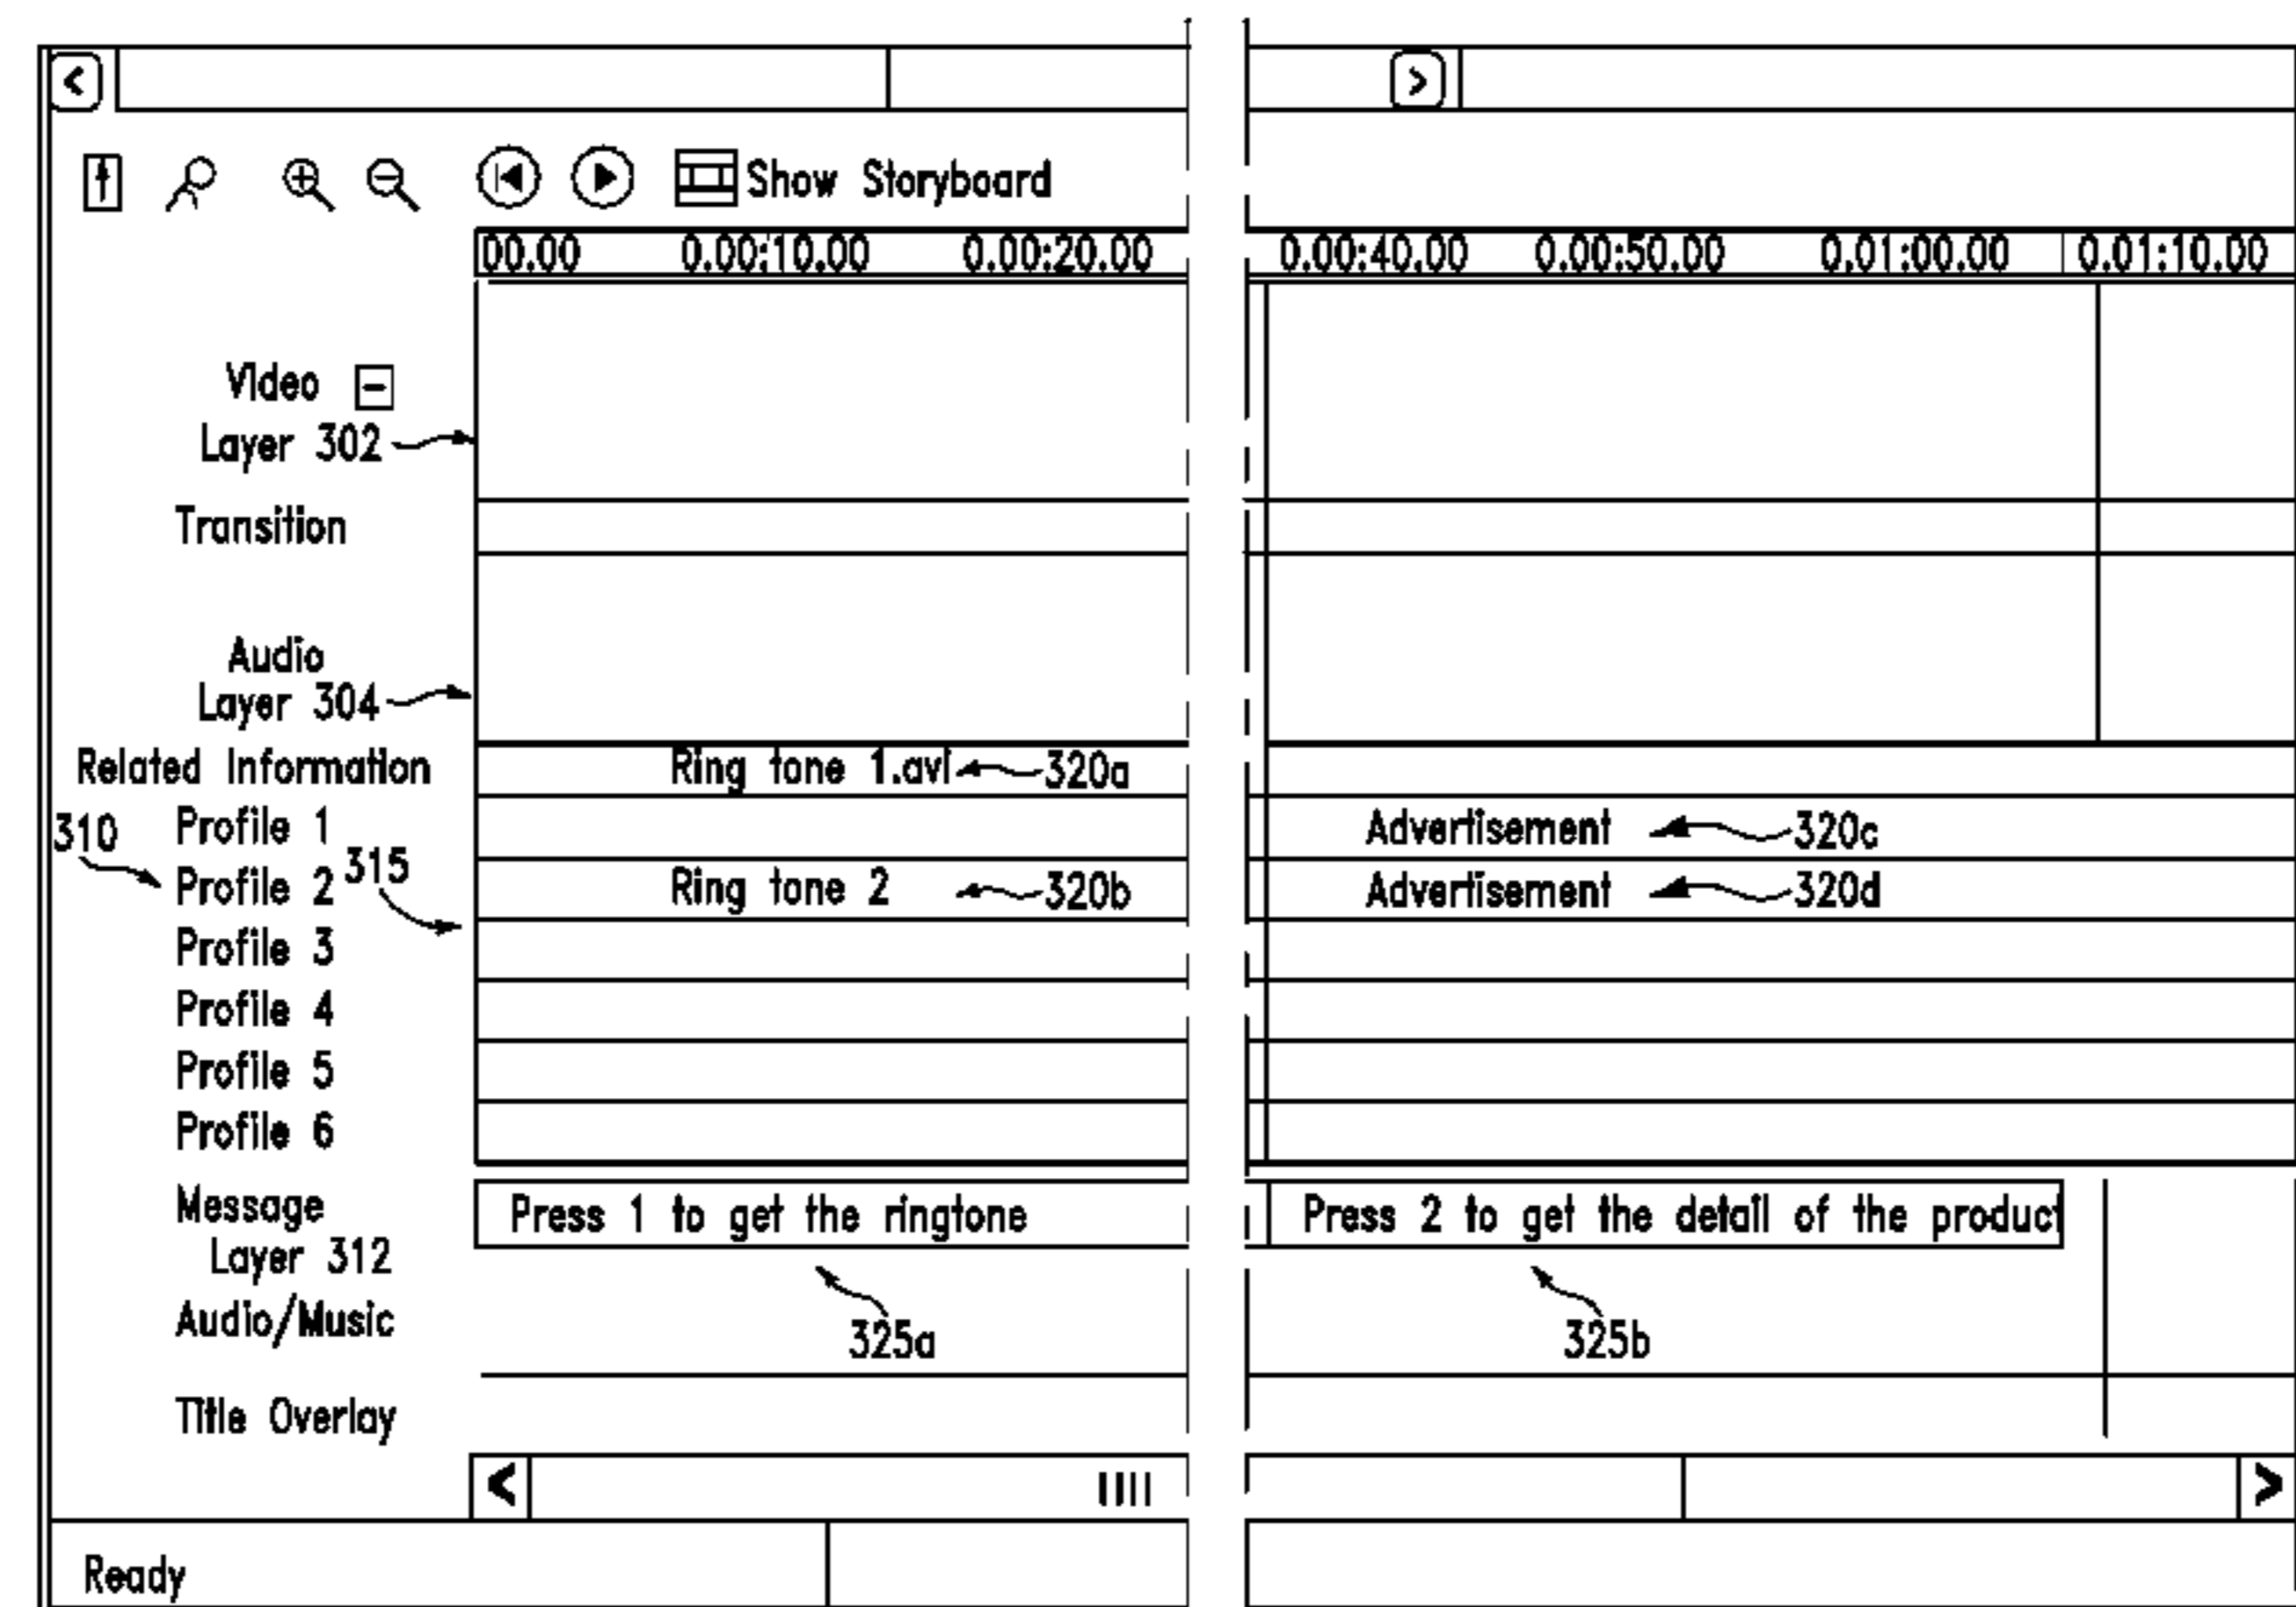 Show Storyboard
00.00 0.00:10.00 0.00:20.00 0.00:40.00 0.00:50.00 0.01:00.00 0.01:10.00
Video
Layer 302
Transition
Audio
Layer 304
Related Information Ring tone 1.avi 320a
Profile 1 Advertisement 320c
310 Profile 2 315 Ring tone 2 320b Advertisement 320d
Profile 3
Profile 4
Profile 5
Profile 6
Message Press 1 to get the ringtone Press 2 to get the detail of the product
Layer 312
Audio/Music 325a 325b
Title Overlay
Ready